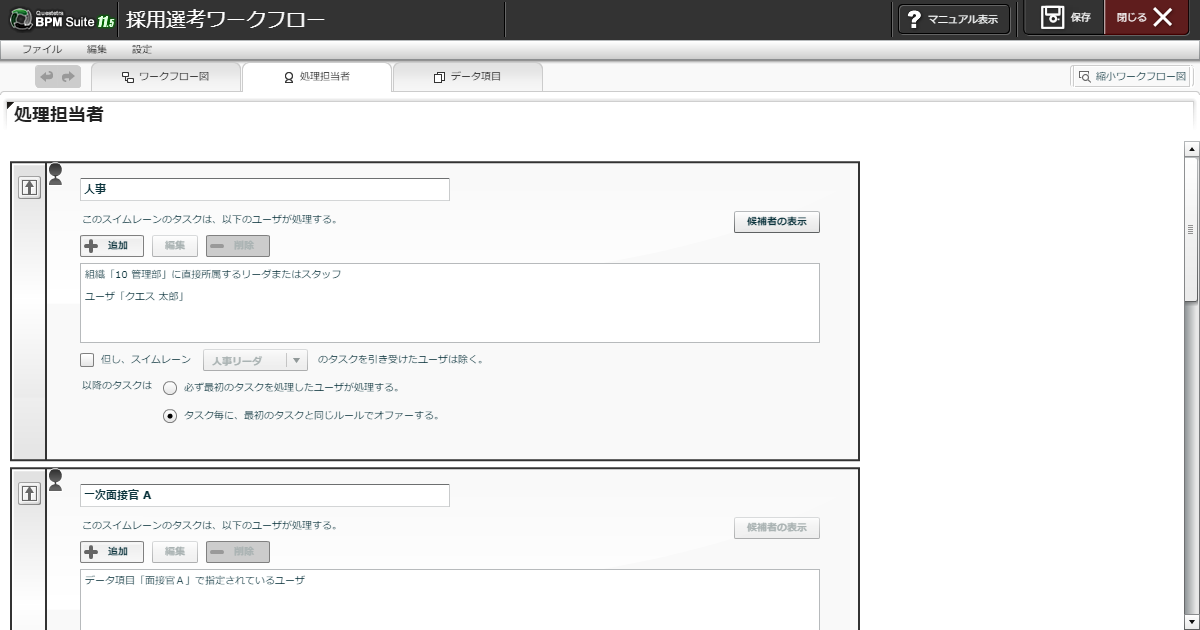 Questetra
BPM Suite 11.5 採用選考ワークフロー
? マニュアル表示 保存 閉じる
ファイル 編集 設定
ワークフロー図 処理担当者 データ項目 縮小ワークフロー図
処理担当者
人事
このスイムレーンのタスクは、以下のユーザが処理する。
候補者の表示
追加 編集 削除
組織「10 管理部」に直接所属するリーダまたはスタッフ
ユーザ「クエス 太郎」
但し、スイムレーン 人事リーダ のタスクを引き受けたユーザは除く。
以降のタスクは 必ず最初のタスクを処理したユーザが処理する。
タスク毎に、最初のタスクと同じルールでオファーする。
一次面接官 A
このスイムレーンのタスクは、以下のユーザが処理する。
候補者の表示
追加 編集 削除
データ項目「面接官A」で指定されているユーザ